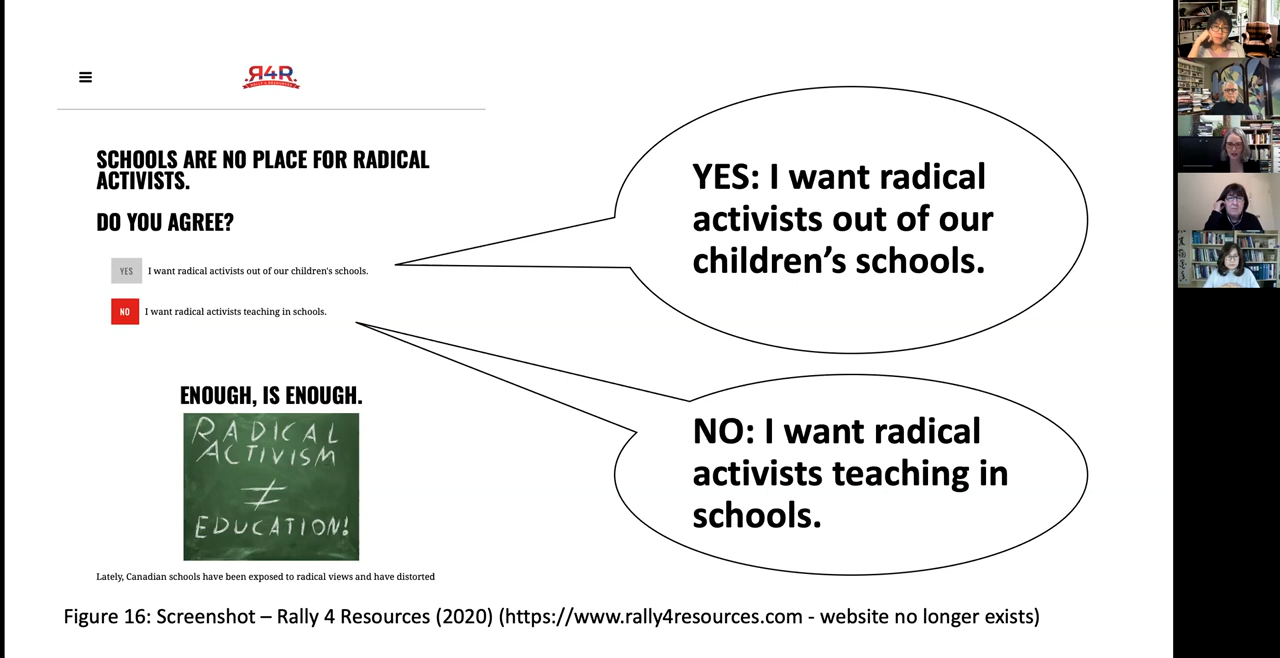 R4R
RALLY 4 RESOURCES
SCHOOLS ARE NO PLACE FOR RADICAL
ACTIVISTS.
DO YOU AGREE?
YES I want radical activists out of our children's schools.
NO I want radical activists teaching in schools.
ENOUGH, IS ENOUGH.
RADICAL
ACTIVISM
≠
EDUCATION!
Lately, Canadian schools have been exposed to radical views and have distorted
YES: I want radical
activists out of our
children’s schools.
NO: I want radical
activists teaching in
schools.
Figure 16: Screenshot – Rally 4 Resources (2020) (https://www.rally4resources.com - website no longer exists)